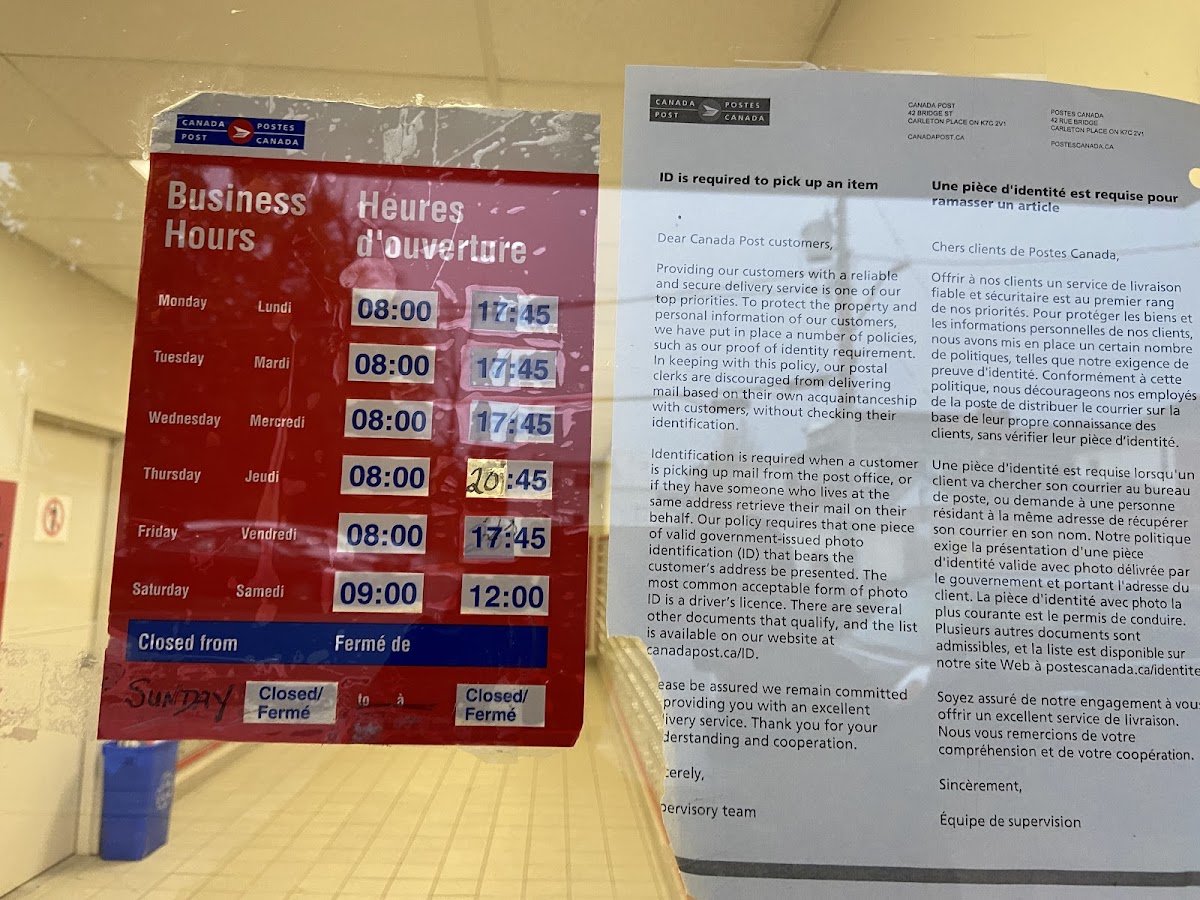 CANADA POSTES
POST CANADA
Business Heures
Hours d'ouverture
Monday Lundi 08:00 17:45
Tuesday Mardi 08:00 17:45
Wednesday Mercredi 08:00 17:45
Thursday Jeudi 08:00 20:45
Friday Vendredi 08:00 17:45
Saturday Samedi 09:00 12:00
Closed from Fermé de
SUNDAY Closed/ to à Closed/
Fermé Fermé
CANADA POSTES
POST CANADA
CANADA POST
42 BRIDGE ST
CARLETON PLACE ON K7C 2V1
CANADAPOST.CA
POSTES CANADA
42 RUE BRIDGE
CARLETON PLACE ON K7C 2V1
POSTESCANADA.CA
ID is required to pick up an item
Dear Canada Post customers,
Providing our customers with a reliable
and secure delivery service is one of our
top priorities. To protect the property and
personal information of our customers,
we have put in place a number of policies,
such as our proof of identity requirement.
In keeping with this policy, our postal
clerks are discouraged from delivering
mail based on their own acquaintanceship
with customers, without checking their
identification.
Identification is required when a customer
is picking up mail from the post office, or
if they have someone who lives at the
same address retrieve their mail on their
behalf. Our policy requires that one piece
of valid government-issued photo
identification (ID) that bears the
customer's address be presented. The
most common acceptable form of photo
ID is a driver's licence. There are several
other documents that qualify, and the list
is available on our website at
canadapost.ca/ID.
ease be assured we remain committed
providing you with an excellent
livery service. Thank you for your
derstanding and cooperation.
cerely,
pervisory team
Une pièce d'identité est requise pour
ramasser un article
Chers clients de Postes Canada,
Offrir à nos clients un service de livraison
fiable et sécuritaire est au premier rang
de nos priorités. Pour protéger les biens et
les informations personnelles de nos clients,
nous avons mis en place un certain nombre
de politiques, telles que notre exigence de
preuve d'identité. Conformément à cette
politique, nous décourageons nos employés
de la poste de distribuer le courrier sur la
base de leur propre connaissance des
clients, sans vérifier leur pièce d'identité.
Une pièce d'identité est requise lorsqu'un
client va chercher son courrier au bureau
de poste, ou demande à une personne
résidant à la même adresse de récupérer
son courrier en son nom. Notre politique
exige la présentation d'une pièce
d'identité valide avec photo délivrée par
le gouvernement et portant l'adresse du
client. La pièce d'identité avec photo la
plus courante est le permis de conduire.
Plusieurs autres documents sont
admissibles, et la liste est disponible sur
notre site Web à postescanada.ca/identite
Soyez assuré de notre engagement à vous
offrir un excellent service de livraison.
Nous vous remercions de votre
compréhension et de votre coopération.
Sincèrement,
Équipe de supervision